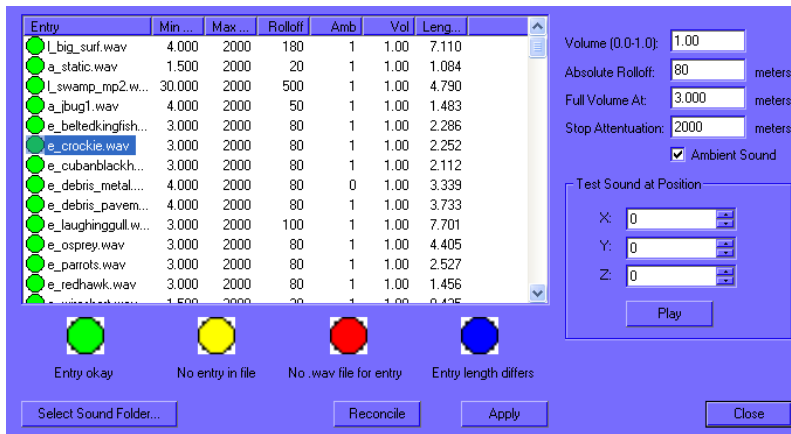 Entry Min ... Max ... Rolloff Amb Vol Leng...
l_big_surf.wav 4.000 2000 180 1 1.00 7.110
a_static.wav 1.500 2000 20 1 1.00 1.084
l_swamp_mp2.w... 30.000 2000 500 1 1.00 4.790
a_jbug1.wav 4.000 2000 50 1 1.00 1.483
e_beltedkingfish... 3.000 2000 80 1 1.00 2.286
e_crockie.wav 3.000 2000 80 1 1.00 2.252
e_cubanblackh... 3.000 2000 80 1 1.00 2.112
e_debris_metal.... 4.000 2000 80 0 1.00 3.339
e_debris_pavem... 4.000 2000 80 1 1.00 3.733
e_laughinggull.w... 3.000 2000 100 1 1.00 7.701
e_osprey.wav 3.000 2000 80 1 1.00 4.405
e_parrots.wav 3.000 2000 80 1 1.00 2.527
e_redhawk.wav 3.000 2000 80 1 1.00 1.456
Volume (0.0-1.0): 1.00
Absolute Rolloff: 80 meters
Full Volume At: 3.000 meters
Stop Attentuation: 2000 meters
Ambient Sound
Test Sound at Position
X: 0
Y: 0
Z: 0
Play
Entry okay No entry in file No .wav file for entry Entry length differs
Select Sound Folder... Reconcile Apply Close